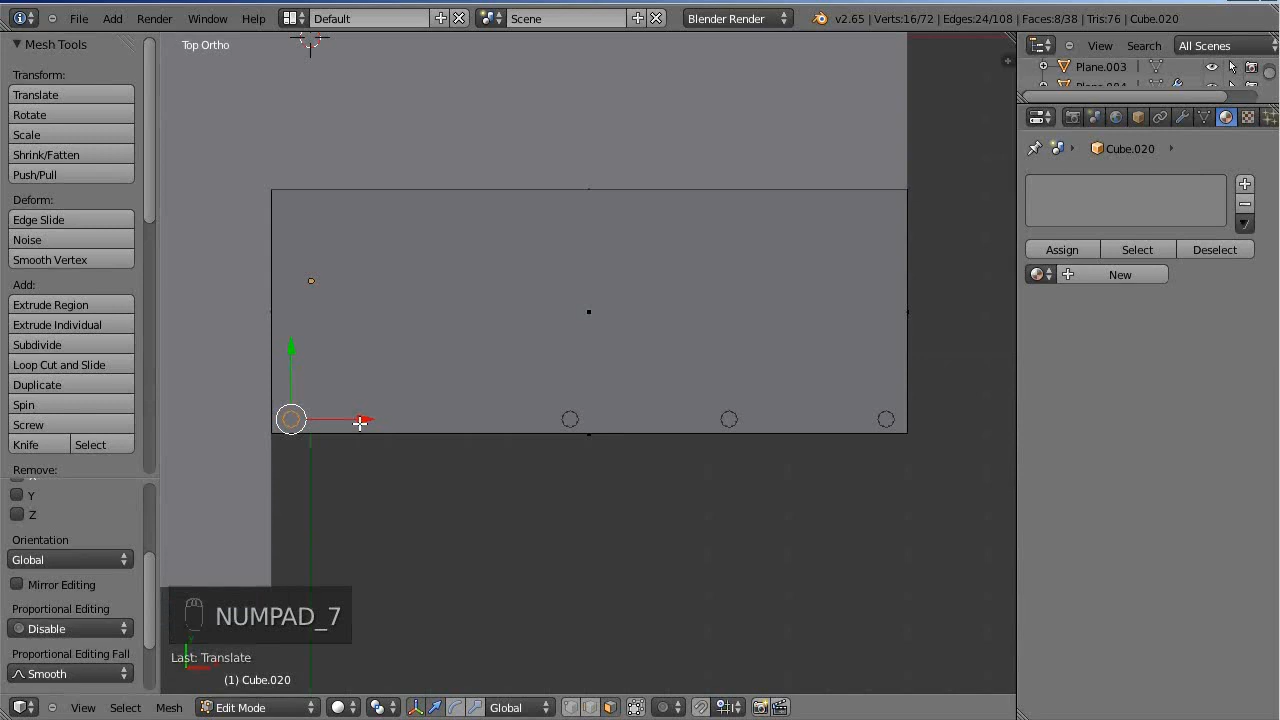 File Add Render Window Help Default Scene Blender Render v2.65 | Verts:16/72 | Edges:24/108 | Faces:8/38 | Tris:76 | Cube.020
Mesh Tools
Transform:
Translate
Rotate
Scale
Shrink/Fatten
Push/Pull
Deform:
Edge Slide
Noise
Smooth Vertex
Add:
Extrude Region
Extrude Individual
Subdivide
Loop Cut and Slide
Duplicate
Spin
Screw
Knife Select
Remove:
Y
Z
Orientation
Global
Mirror Editing
Proportional Editing
Disable
Proportional Editing Fall
Smooth
Top Ortho
NUMPAD_7
Last: Translate
(1) Cube.020
View Select Mesh Edit Mode Global
View Search All Scenes
Plane.003
Cube.020
Assign Select Deselect
New